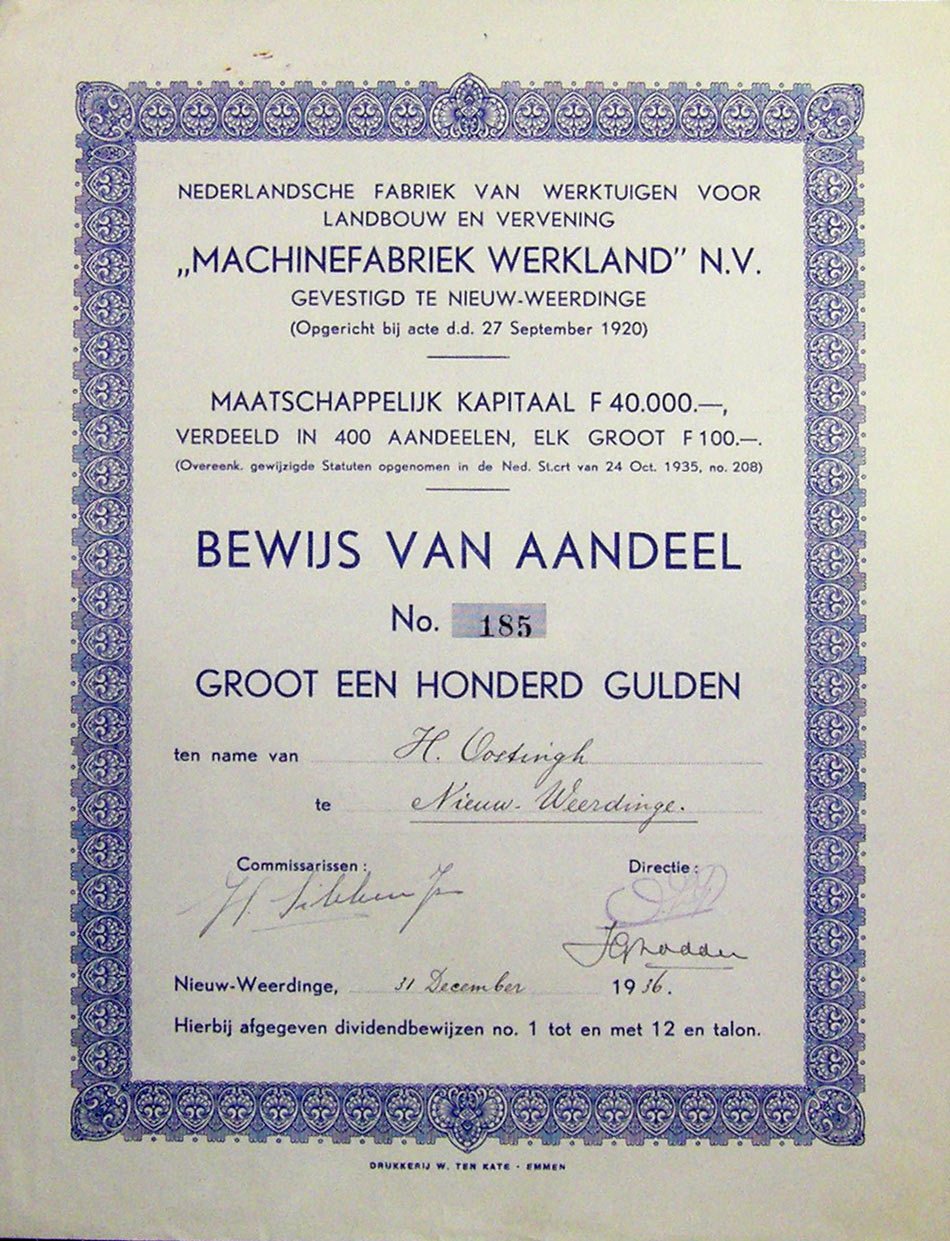 NEDERLANDSCHE FABRIEK VAN WERKTUIGEN VOOR
LANDBOUW EN VERVENING
„MACHINEFABRIEK WERKLAND” N.V.
GEVESTIGD TE NIEUW-WEERDINGE
(Opgericht bij acte d.d. 27 September 1920)
MAATSCHAPPELIJK KAPITAAL F 40.000.—,
VERDEELD IN 400 AANDEELEN, ELK GROOT F 100.—.
(Overeenk. gewijzigde Statuten opgenomen in de Ned. St.crt van 24 Oct. 1935, no. 208)
BEWIJS VAN AANDEEL
No. 185
GROOT EEN HONDERD GULDEN
ten name van H. Oostingh
te Nieuw-Weerdinge.
Commissarissen: Directie:
Nieuw-Weerdinge, 31 December 1936.
Hierbij afgegeven dividendbewijzen no. 1 tot en met 12 en talon.
DRUKKERIJ W. TEN KATE - EMMEN